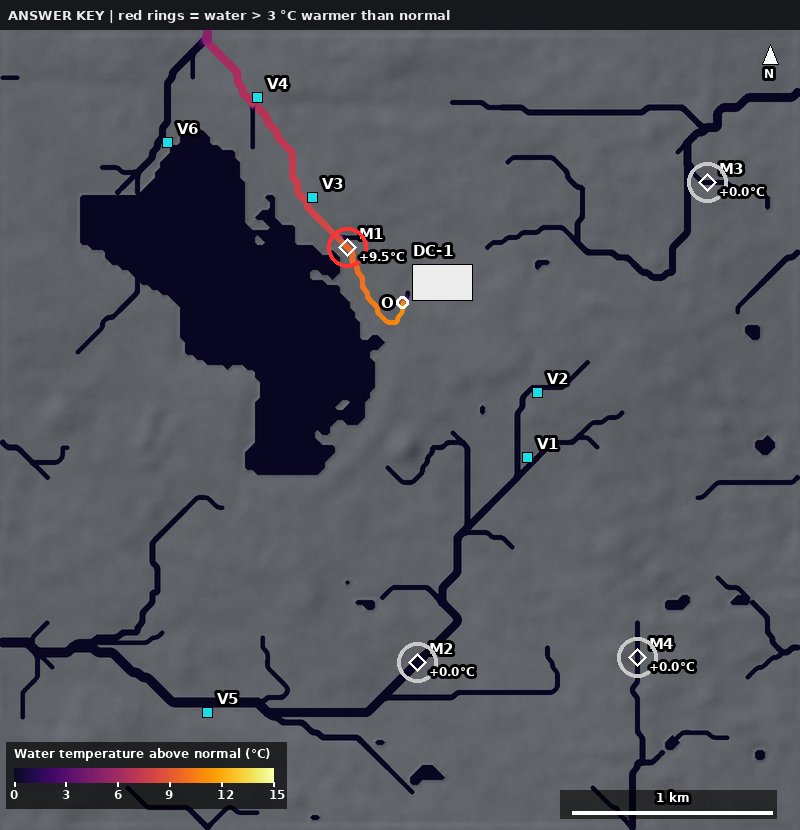 ANSWER KEY | red rings = water > 3 °C warmer than normal
N
V4
V6
M3
+0.0°C
V3
M1
+9.5°C
DC-1
O
V2
V1
M2
+0.0°C
M4
+0.0°C
V5
Water temperature above normal (°C)
0 3 6 9 12 15
1 km